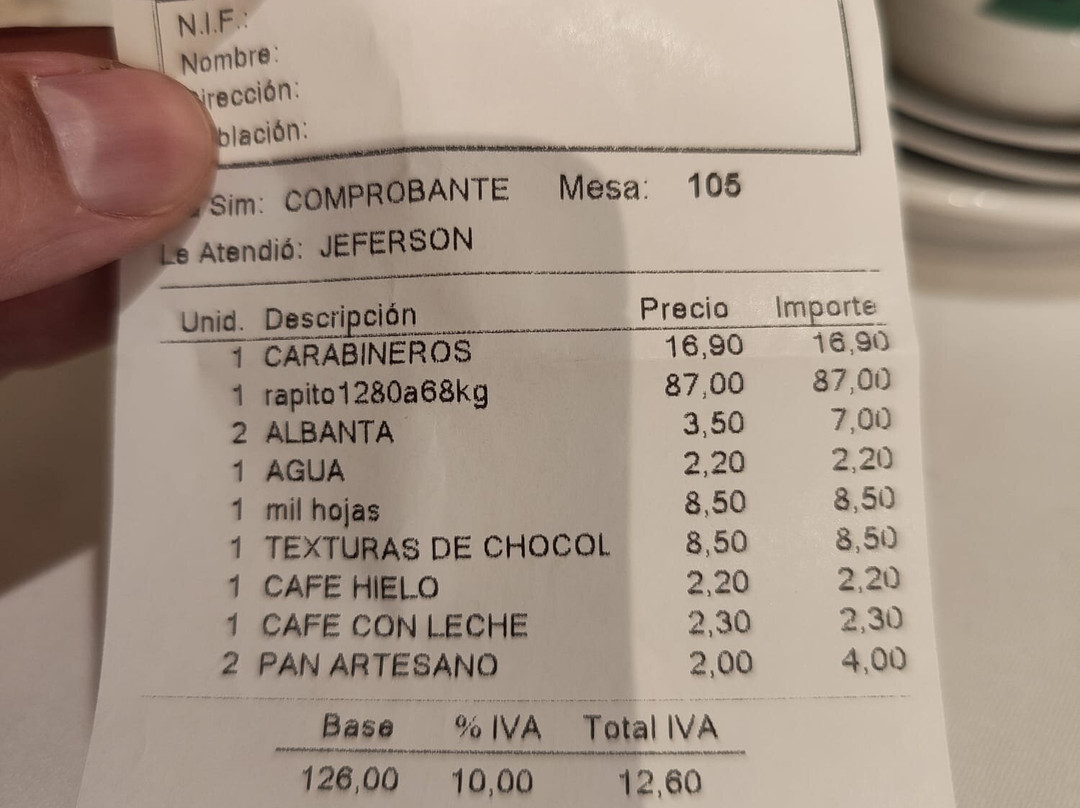 N.I.F.:
Nombre:
irección:
blación:
Sim: COMPROBANTE Mesa: 105
Le Atendió: JEFERSON
Unid. Descripción Precio Importe
1 CARABINEROS 16,90 16,90
1 rapito1280a68kg 87,00 87,00
2 ALBANTA 3,50 7,00
1 AGUA 2,20 2,20
1 mil hojas 8,50 8,50
1 TEXTURAS DE CHOCOL 8,50 8,50
1 CAFE HIELO 2,20 2,20
1 CAFE CON LECHE 2,30 2,30
2 PAN ARTESANO 2,00 4,00
Base % IVA Total IVA
126,00 10,00 12,60